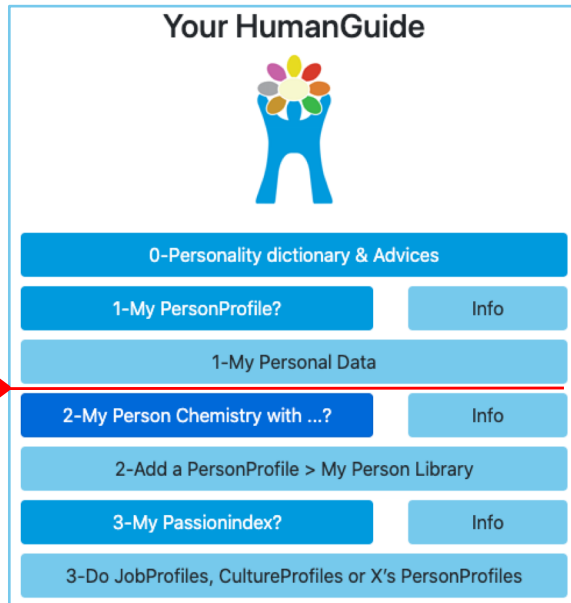 Your HumanGuide
0-Personality dictionary & Advices
1-My PersonProfile?
Info
1-My Personal Data
2-My Person Chemistry with ...?
Info
2-Add a PersonProfile > My Person Library
3-My Passionindex?
Info
3-Do JobProfiles, CultureProfiles or X's PersonProfiles